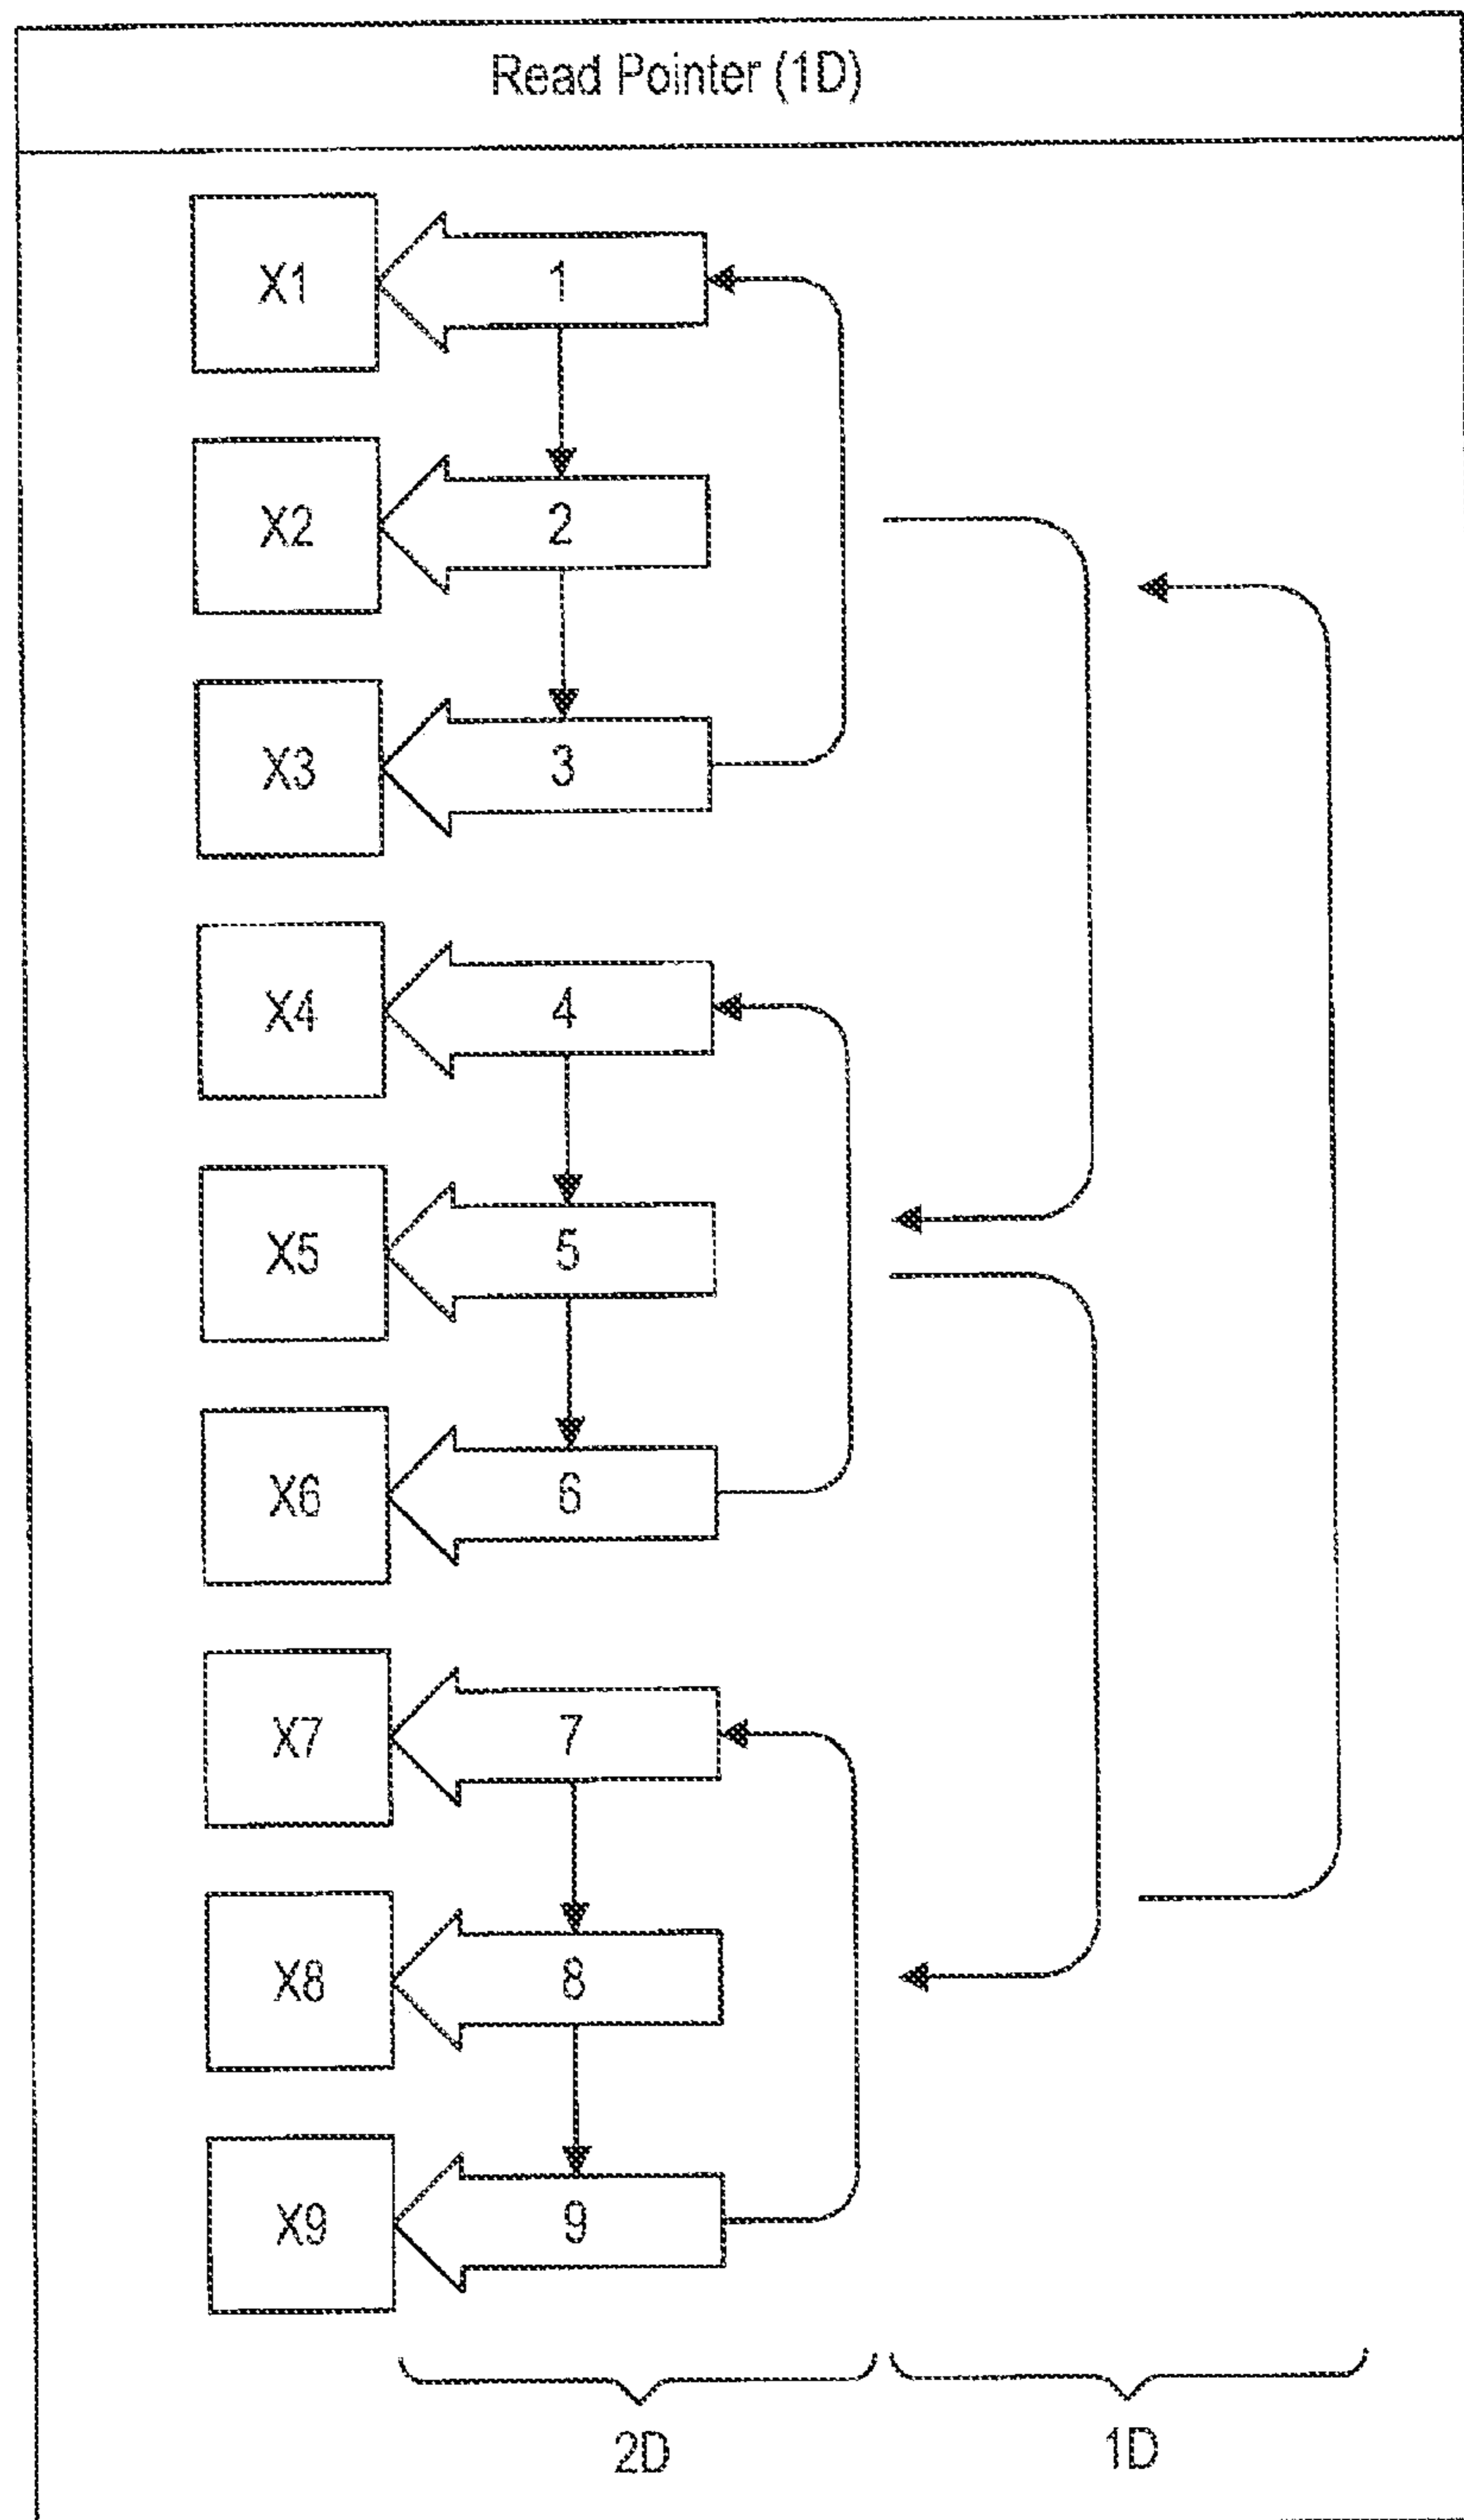 Read Pointer (1D)
X1 1
X2 2
X3 3
X4 4
X5 5
X6 6
X7 7
X8 8
X9 9
2D 1D